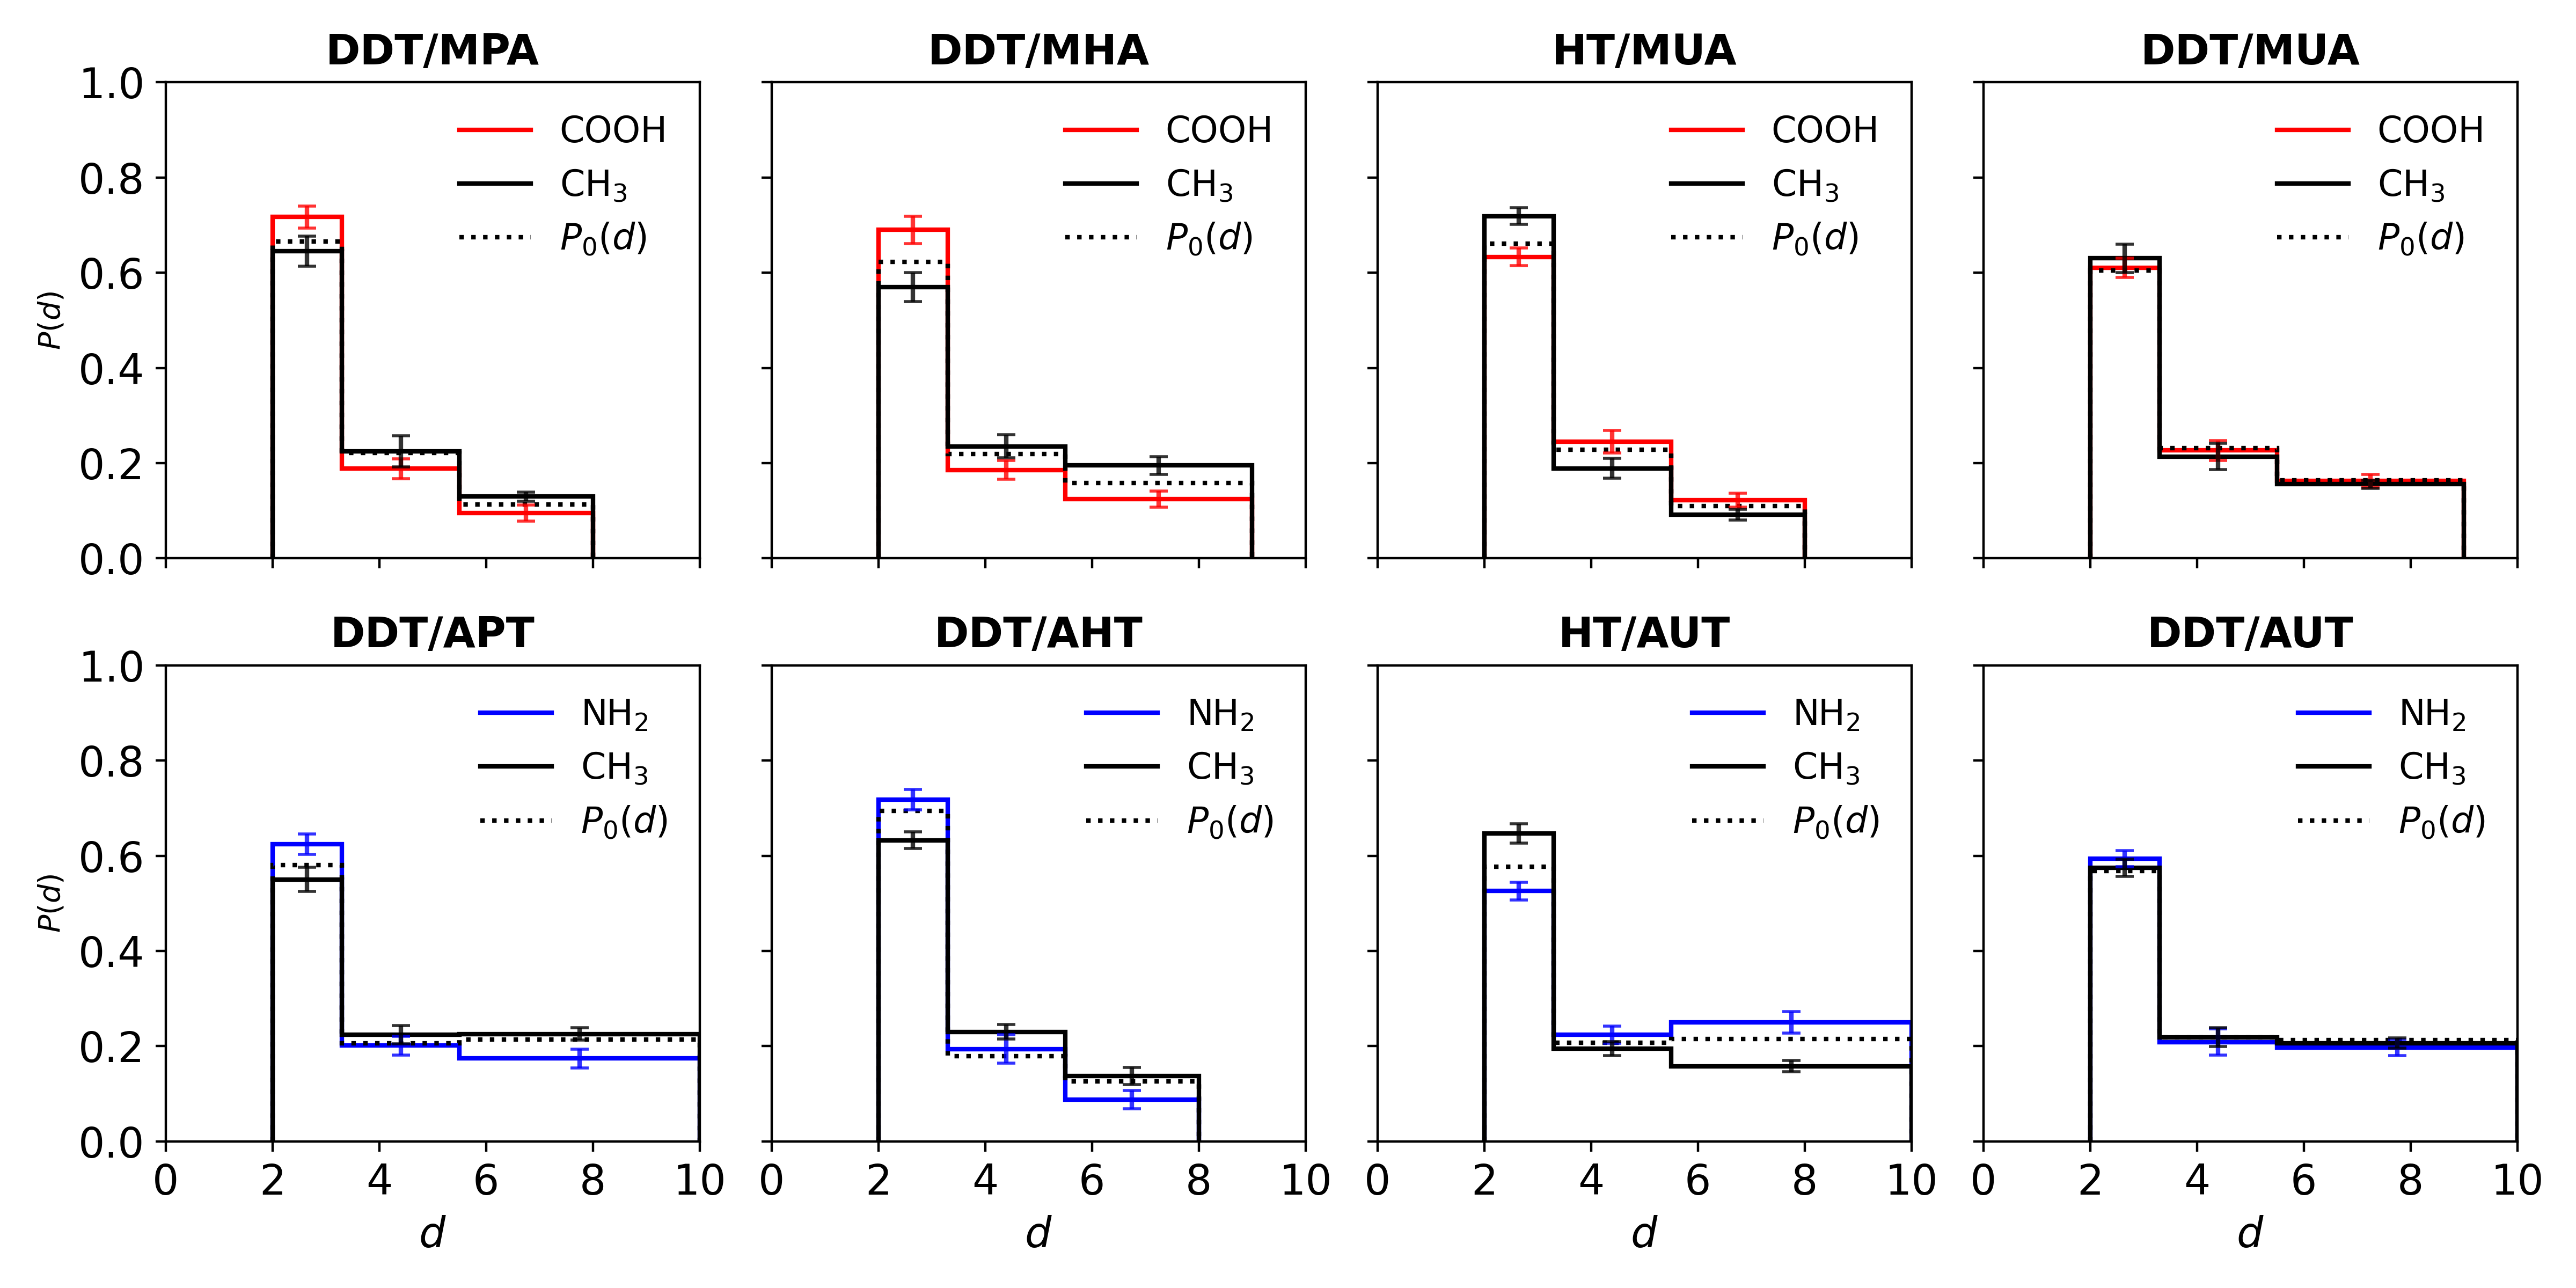 DDT/MPA DDT/MHA HT/MUA DDT/MUA
1.0
0.8
0.6
0.4
0.2
0.0
P(d)
COOH
CH₃
P₀(d)
COOH
CH₃
P₀(d)
COOH
CH₃
P₀(d)
COOH
CH₃
P₀(d)
DDT/APT DDT/AHT HT/AUT DDT/AUT
1.0
0.8
0.6
0.4
0.2
0.0
P(d)
NH₂
CH₃
P₀(d)
NH₂
CH₃
P₀(d)
NH₂
CH₃
P₀(d)
NH₂
CH₃
P₀(d)
0 2 4 6 8 10 0 2 4 6 8 10 0 2 4 6 8 10 0 2 4 6 8 10
d d d d